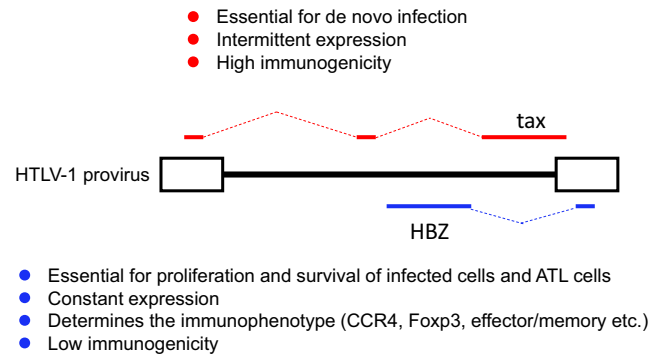 Essential for de novo infection
Intermittent expression
High immunogenicity
tax
HTLV-1 provirus
HBZ
Essential for proliferation and survival of infected cells and ATL cells
Constant expression
Determines the immunophenotype (CCR4, Foxp3, effector/memory etc.)
Low immunogenicity